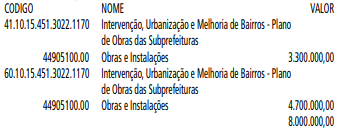 CODIGO NOME VALOR
41.10.15.451.3022.1170 Intervenção, Urbanização e Melhoria de Bairros - Plano
de Obras das Subprefeituras
44905100.00 Obras e Instalações 3.300.000,00
60.10.15.451.3022.1170 Intervenção, Urbanização e Melhoria de Bairros - Plano
de Obras das Subprefeituras
44905100.00 Obras e Instalações 4.700.000,00
8.000.000,00